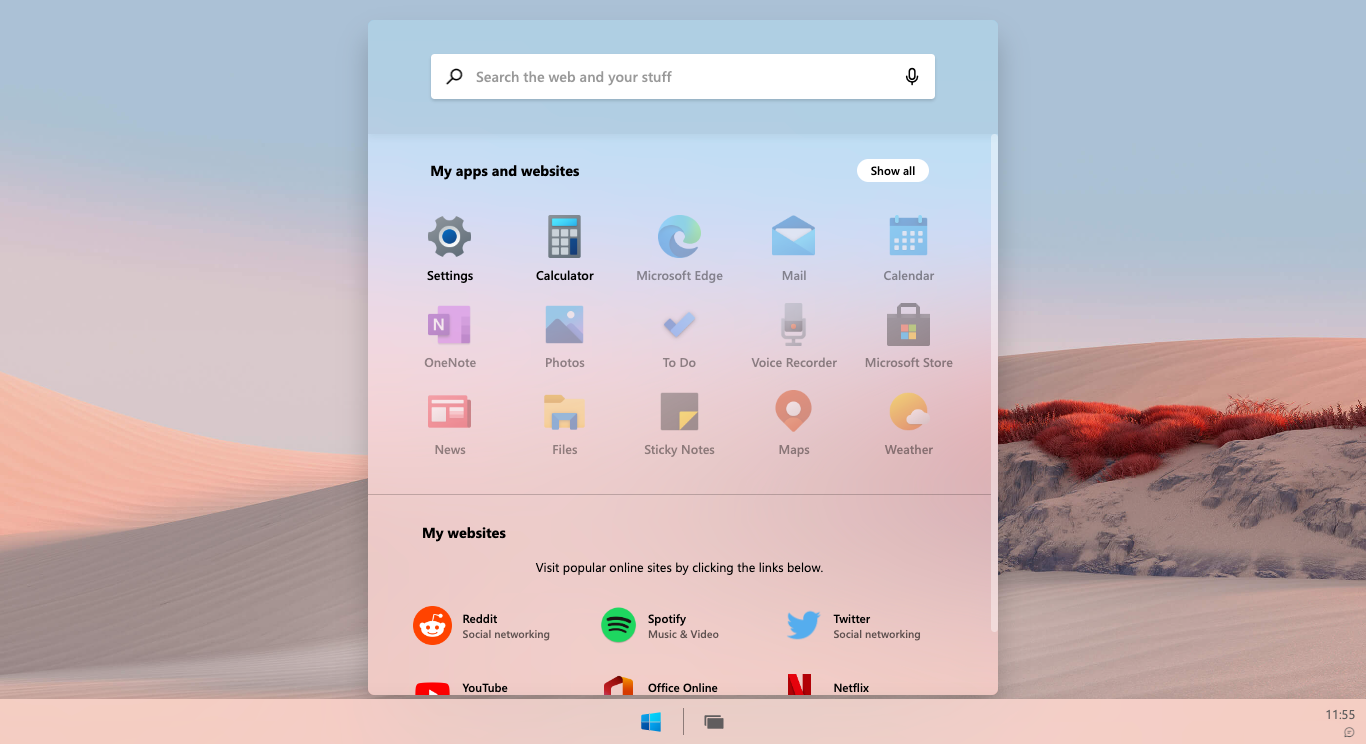 Search the web and your stuff
My apps and websites
Show all
Settings
Calculator
Microsoft Edge
Mail
Calendar
N
OneNote
Photos
To Do
Voice Recorder
Microsoft Store
News
Files
Sticky Notes
Maps
Weather
My websites
Visit popular online sites by clicking the links below.
Reddit
Social networking
Spotify
Music & Video
Twitter
Social networking
YouTube
Office Online
Netflix
11:55